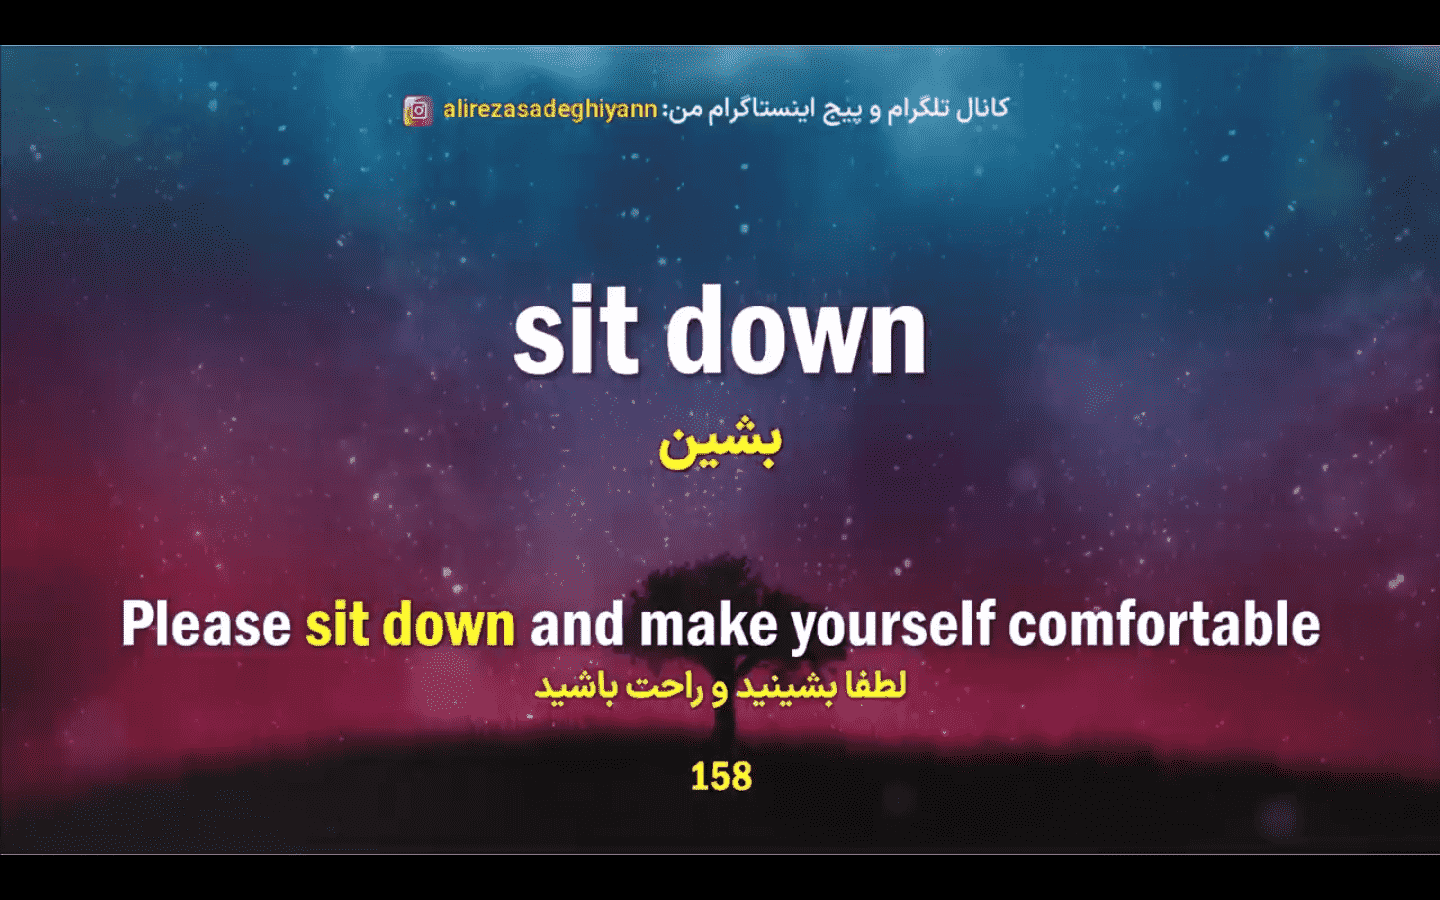 کانال تلگرام و پیج اینستاگرام من: alirezasadeghiyann
sit down
بشین
Please sit down and make yourself comfortable
لطفا بشینید و راحت باشید
158